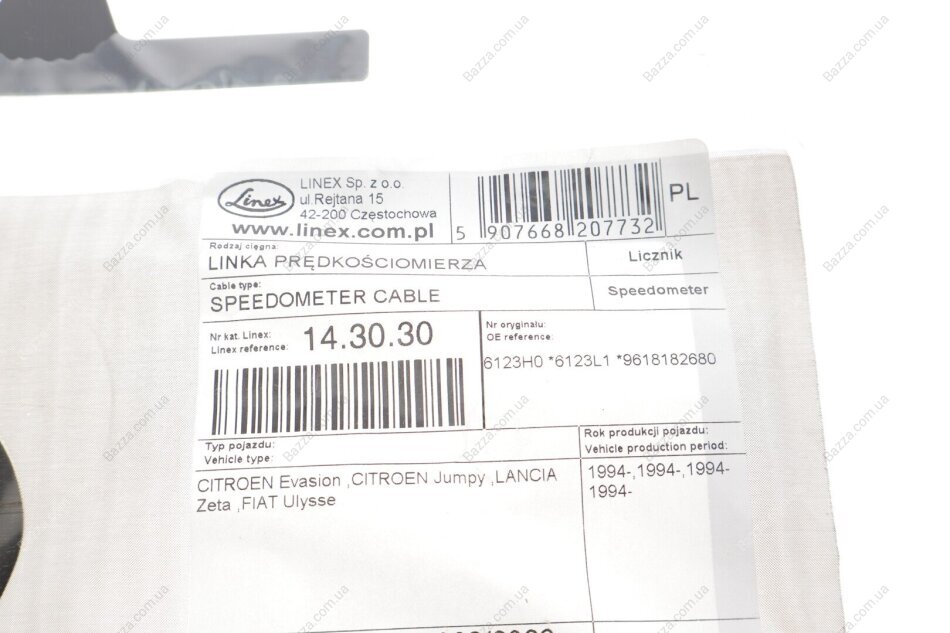 Linex
LINEX Sp. z o.o.
ul.Rejtana 15
42-200 Częstochowa
www.linex.com.pl
5 907668 207732
PL
Rodzaj cięgna:
LINKA PRĘDKOŚCIOMIERZA
Licznik
Cable type:
SPEEDOMETER CABLE
Speedometer
Nr kat. Linex:
Linex reference:
14.30.30
Nr oryginału:
OE reference:
6123H0 *6123L1 *9618182680
Typ pojazdu:
Vehicle type:
Rok produkcji pojazdu:
Vehicle production period:
CITROEN Evasion ,CITROEN Jumpy ,LANCIA
Zeta ,FIAT Ulysse
1994-,1994-,1994-
1994-
Bazza.com.ua